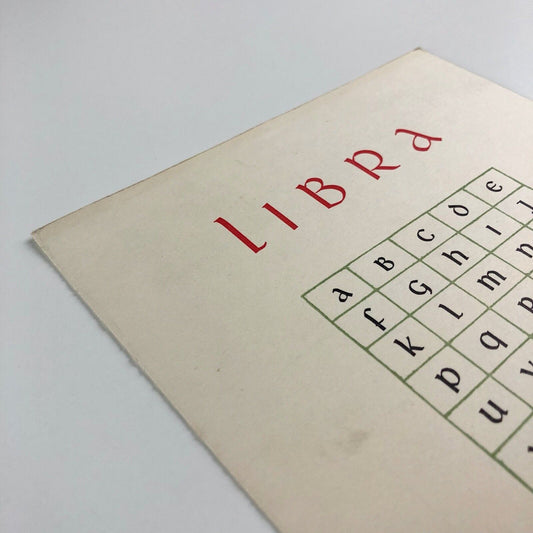 LIBRA
a B c d e
f G h I
k l m n
p q R
u